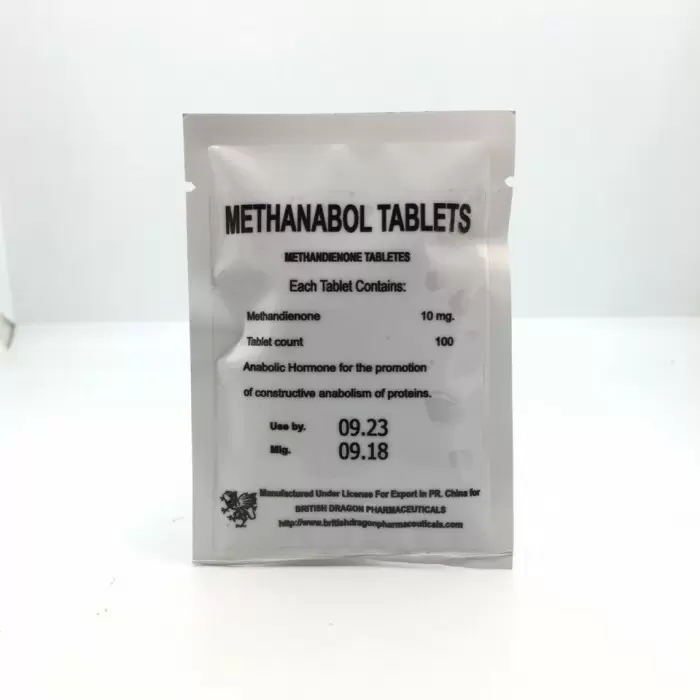 METHANABOL TABLETS
METHANDIENONE TABLETES
Each Tablet Contains:
Methandienone 10 mg.
Tablet count 100
Anabolic Hormone for the promotion
of constructive anabolism of proteins.
Use by. 09.23
Mfg. 09.18
Manufactured Under License For Export in PR. China for
BRITISH DRAGON PHARMACEUTICALS
http://www.britishdragonpharmaceuticals.com